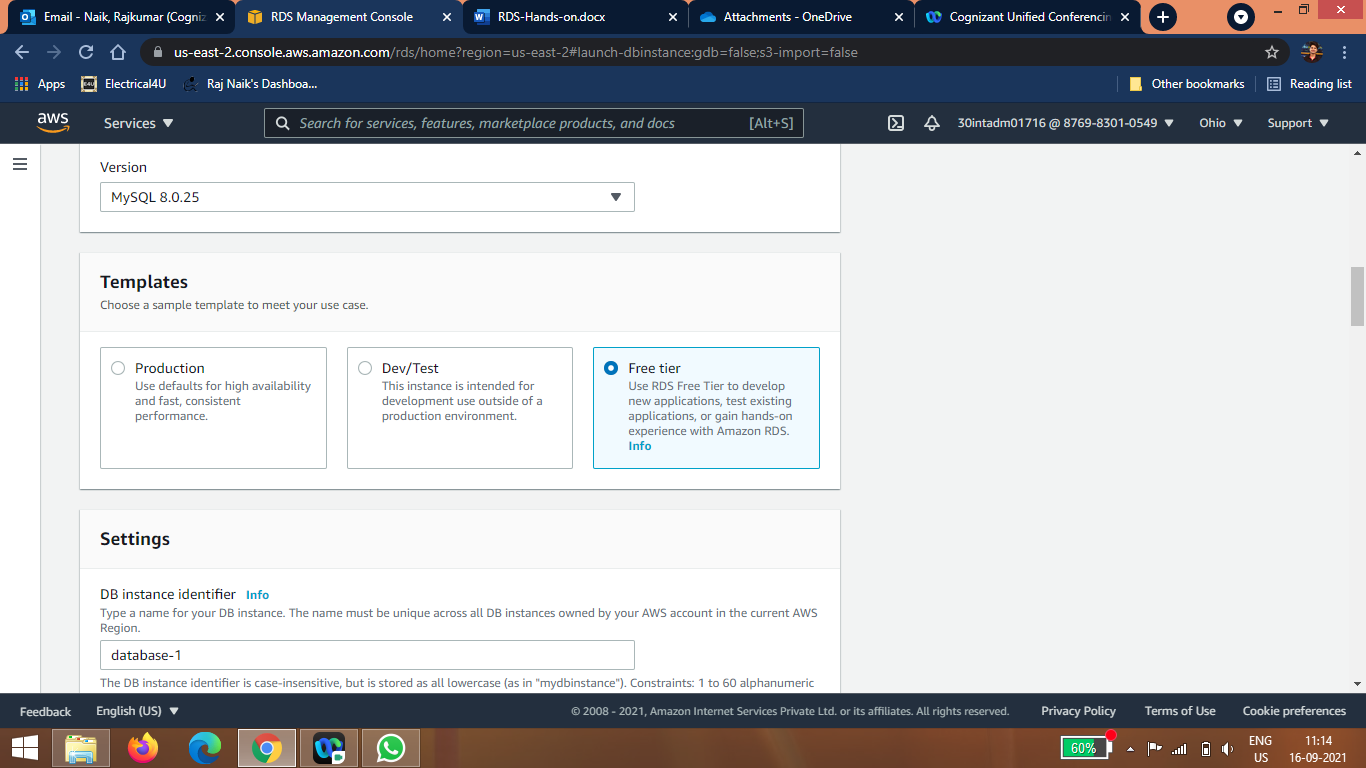 Email - Naik, Rajkumar (Cogniz
RDS Management Console
RDS-Hands-on.docx
Attachments - OneDrive
Cognizant Unified Conferencin
us-east-2.console.aws.amazon.com/rds/home?region=us-east-2#launch-dbinstance:gdb=false;s3-import=false
Apps
Electrical4U
Raj Naik's Dashboa...
Other bookmarks
Reading list
aws
Services
Search for services, features, marketplace products, and docs
[Alt+S]
30intadm01716 @ 8769-8301-0549
Ohio
Support
Version
MySQL 8.0.25
Templates
Choose a sample template to meet your use case.
Production
Use defaults for high availability
and fast, consistent
performance.
Dev/Test
This instance is intended for
development use outside of a
production environment.
Free tier
Use RDS Free Tier to develop
new applications, test existing
applications, or gain hands-on
experience with Amazon RDS.
Info
Settings
DB instance identifier Info
Type a name for your DB instance. The name must be unique across all DB instances owned by your AWS account in the current AWS
Region.
database-1
The DB instance identifier is case-insensitive, but is stored as all lowercase (as in "mydbinstance"). Constraints: 1 to 60 alphanumeric
Feedback
English (US)
© 2008 - 2021, Amazon Internet Services Private Ltd. or its affiliates. All rights reserved.
Privacy Policy
Terms of Use
Cookie preferences
60%
ENG
US
11:14
16-09-2021